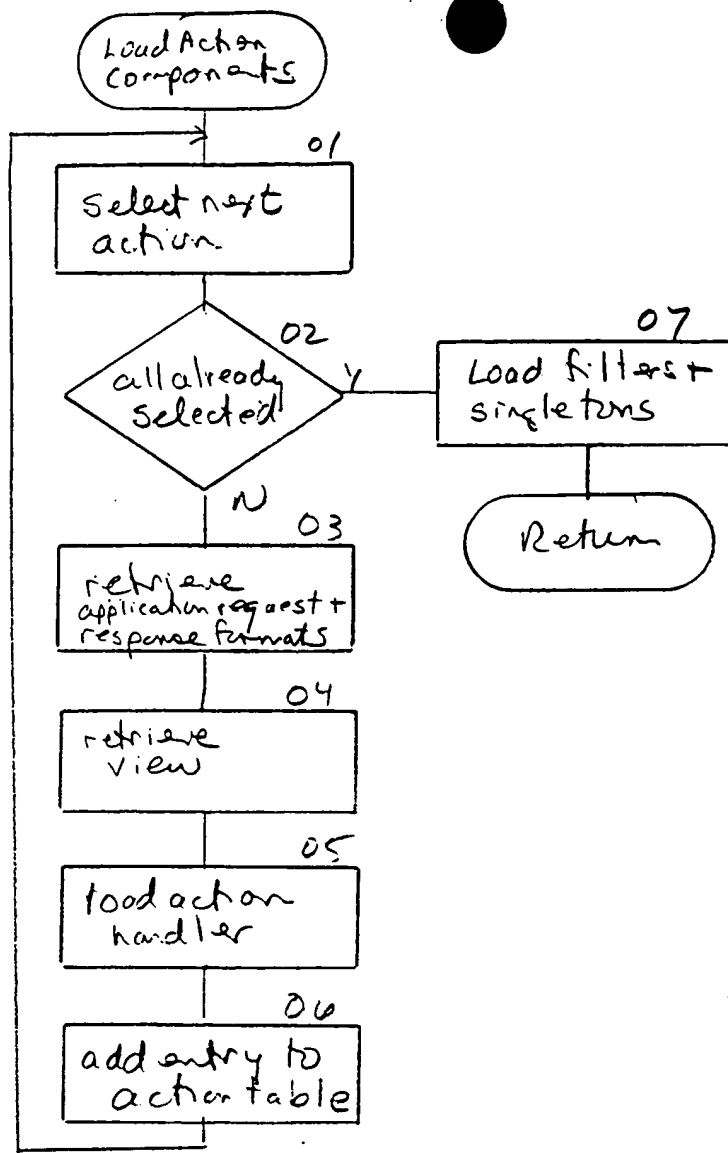 Load Action
Components
01
select next
action
02
all already
selected
Y
07
Load filters +
singletons
Return
N
03
retrieve
application request +
response formats
04
retrieve
view
05
load action
handler
06
add entry to
action table